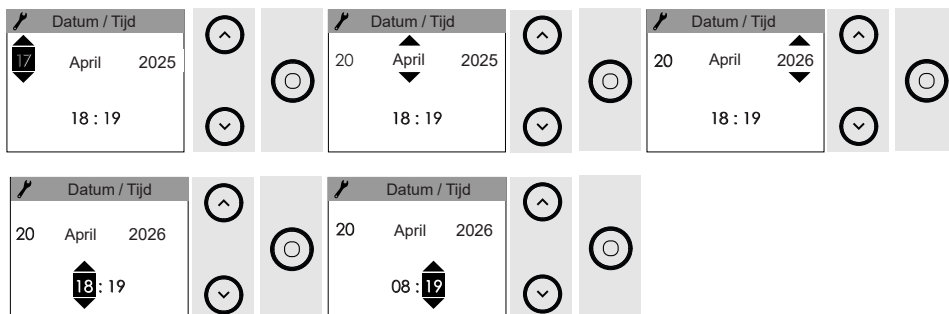 Datum / Tijd
17 April 2025
18 : 19
Datum / Tijd
20 April 2025
18 : 19
Datum / Tijd
20 April 2026
18 : 19
Datum / Tijd
20 April 2026
18 : 19
Datum / Tijd
20 April 2026
08 : 19